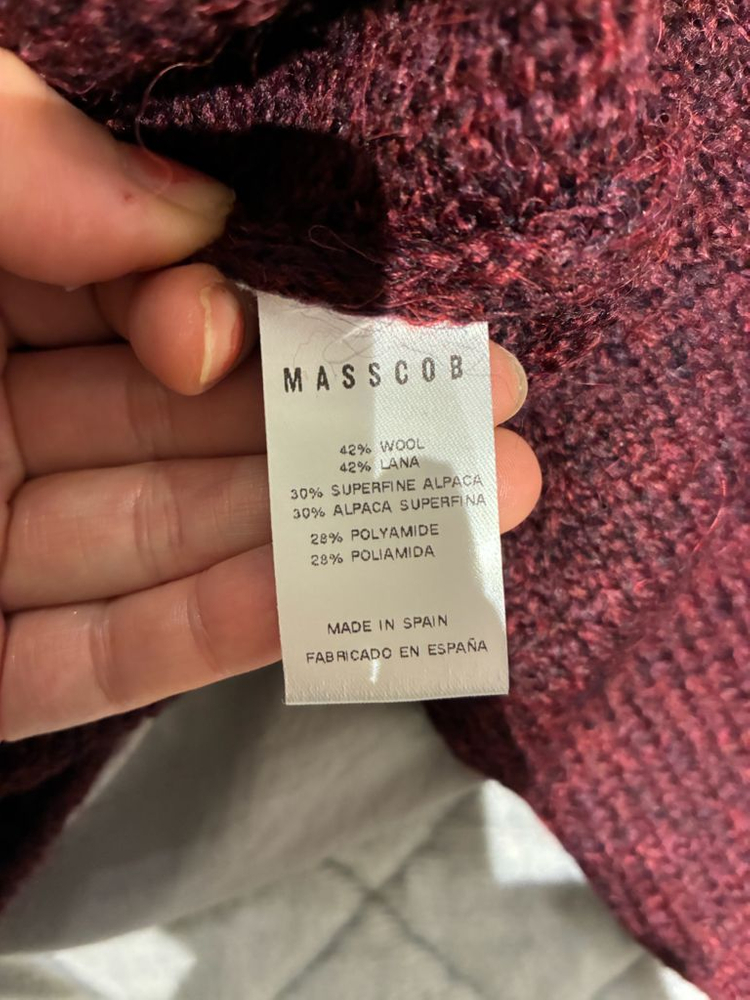 MASSCOB
42% WOOL
42% LANA
30% SUPERFINE ALPACA
30% ALPACA SUPERFINA
28% POLYAMIDE
28% POLIAMIDA
MADE IN SPAIN
FABRICADO EN ESPAÑA